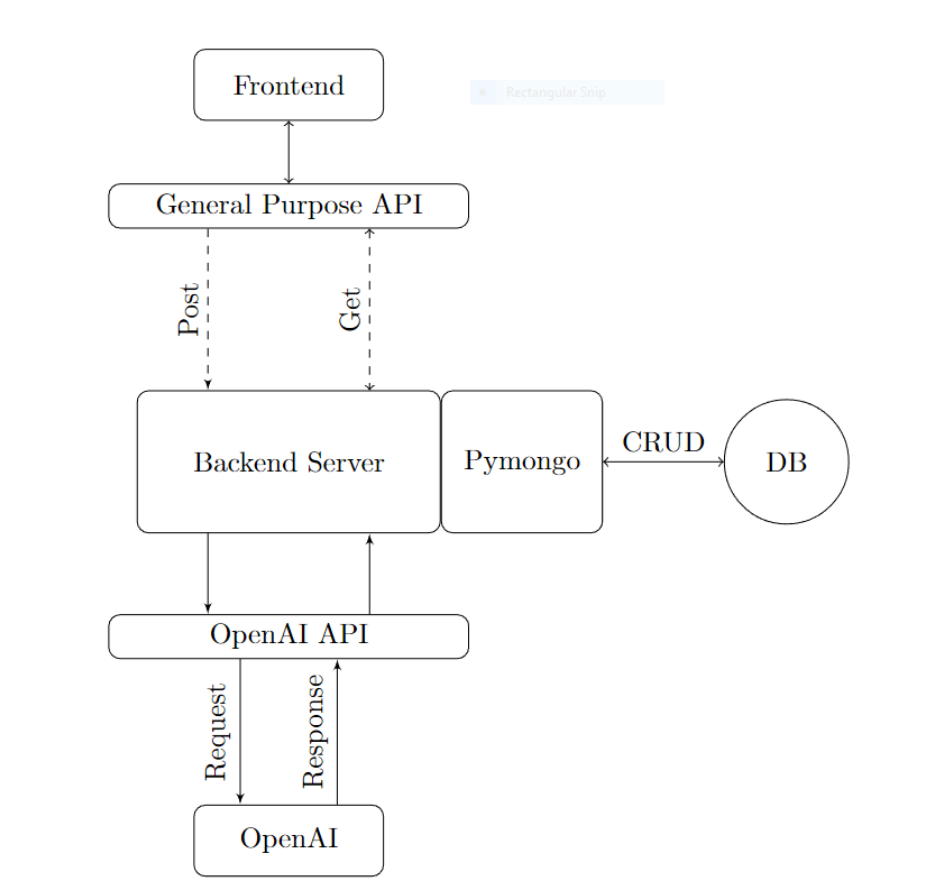 Frontend
Rectangular Snip
General Purpose API
Post
Get
Backend Server
Pymongo
CRUD
DB
OpenAI API
Request
Response
OpenAI